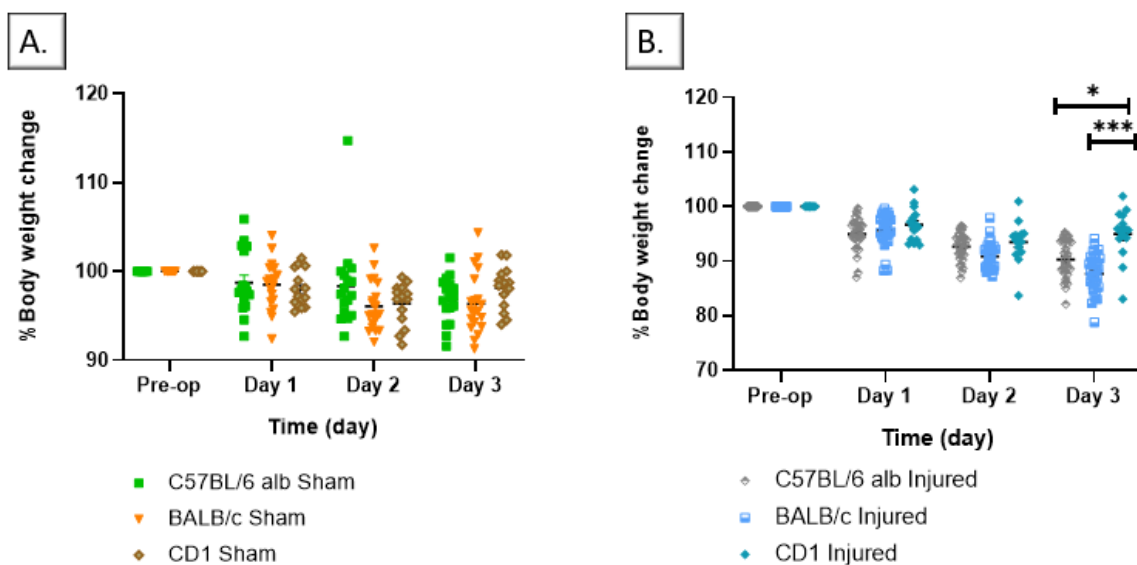 A.
% Body weight change
120
110
100
90
Pre-op Day 1 Day 2 Day 3
Time (day)
C57BL/6 alb Sham
BALB/c Sham
CD1 Sham
B.
% Body weight change
120
110
100
90
80
70
*
***
Pre-op Day 1 Day 2 Day 3
Time (day)
C57BL/6 alb Injured
BALB/c Injured
CD1 Injured